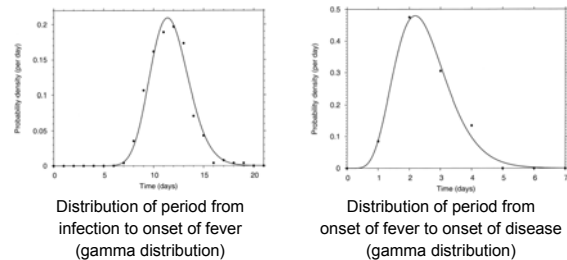 0.2
0.15
0.1
0.05
0
Probability density (per day)
0
10
20
Time (days)
Distribution of period from
infection to onset of fever
(gamma distribution)
0.5
0.4
0.3
0.2
0.1
0
Probability density (per day)
0
1
2
3
4
5
6
7
Time (days)
Distribution of period from
onset of fever to onset of disease
(gamma distribution)